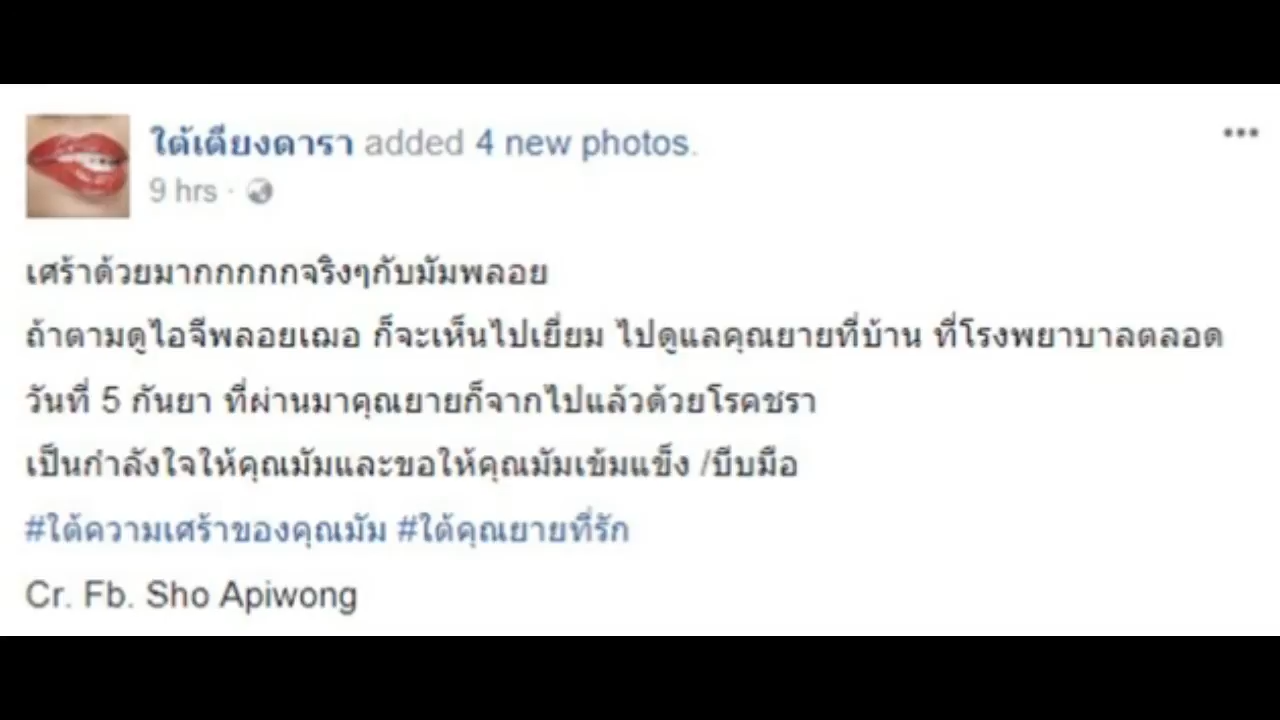 ใต้เตียงดารา added 4 new photos.
9 hrs ·
เศร้าด้วยมากกกกกจริงๆกับมัมพลอย
ถ้าตามดูไอจีพลอยเฌอ ก็จะเห็นไปเยี่ยม ไปดูแลคุณยายที่บ้าน ที่โรงพยาบาลตลอด
วันที่ 5 กันยา ที่ผ่านมาคุณยายก็จากไปแล้วด้วยโรคชรา
เป็นกำลังใจให้คุณมัมและขอให้คุณมัมเข้มแข็ง /บีบมือ
#ใต้ความเศร้าของคุณมัม #ใต้คุณยายที่รัก
Cr. Fb. Sho Apiwong